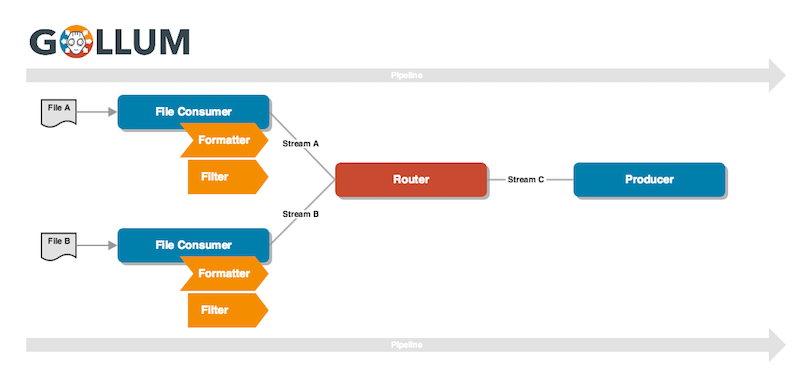 GOLLUM
Pipeline
File A
File Consumer
Formatter
Filter
Stream A
Router
Stream C
Producer
Stream B
File B
File Consumer
Formatter
Filter
Pipeline